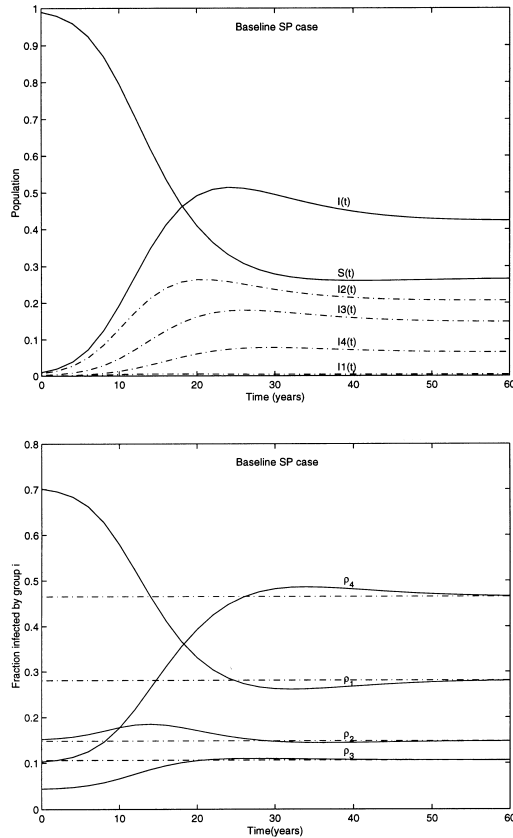 Baseline SP case
1
0.9
0.8
0.7
0.6
0.5
0.4
0.3
0.2
0.1
0
Population
I(t)
S(t)
I2(t)
I3(t)
I4(t)
I1(t)
0 10 20 30 40 50 60
Time (years)
Baseline SP case
0.8
0.7
0.6
0.5
0.4
0.3
0.2
0.1
0
Fraction infected by group i
ρ4
ρ1
ρ2
ρ3
0 10 20 30 40 50 60
Time(years)